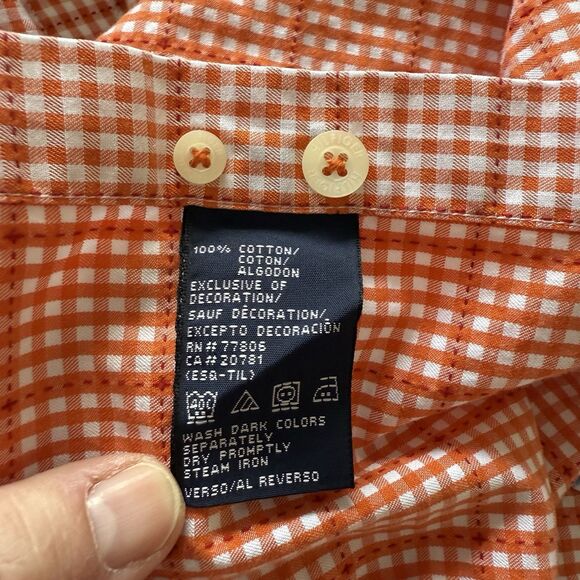 100% COTTON/
COTON/
ALGODON
EXCLUSIVE OF
DECORATION/
SAUF DÉCORATION/
EXCEPTO DECORACIÓN
RN# 77806
CA# 20781
(ESQ-TIL)
40C
WASH DARK COLORS
SEPARATELY
DRY PROMPTLY
STEAM IRON
VERSO/AL REVERSO